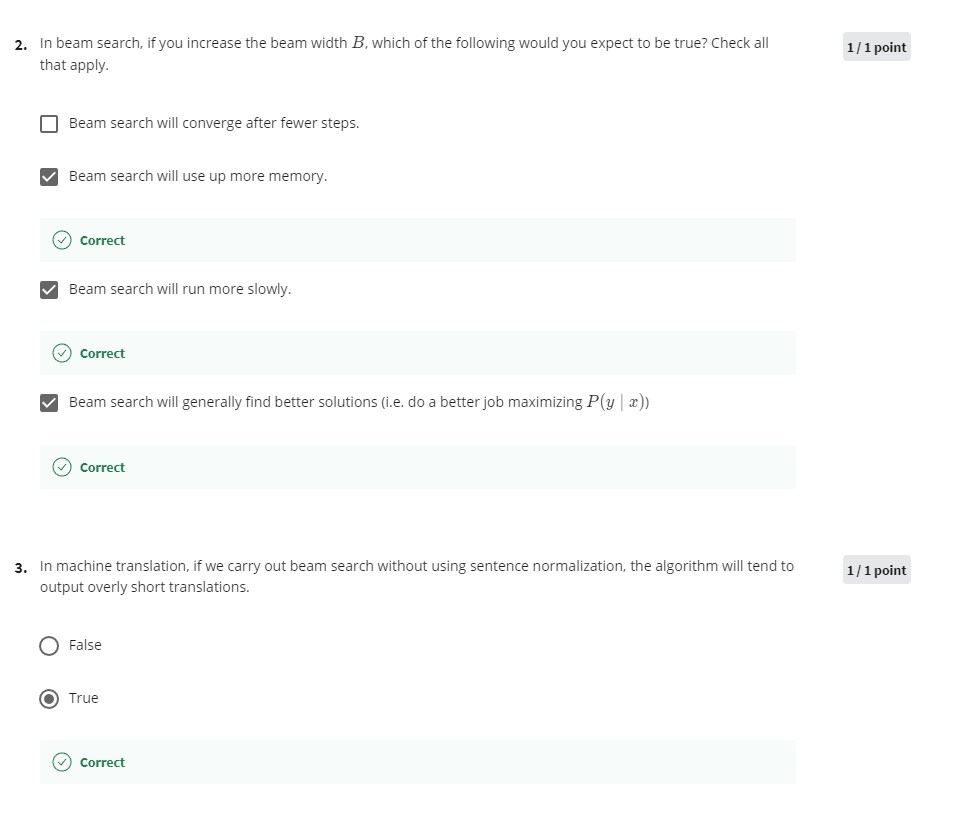 2. In beam search, if you increase the beam width B, which of the following would you expect to be true? Check all
that apply.
1 / 1 point
Beam search will converge after fewer steps.
Beam search will use up more memory.
Correct
Beam search will run more slowly.
Correct
Beam search will generally find better solutions (i.e. do a better job maximizing P(y | x))
Correct
3. In machine translation, if we carry out beam search without using sentence normalization, the algorithm will tend to
output overly short translations.
1 / 1 point
False
True
Correct